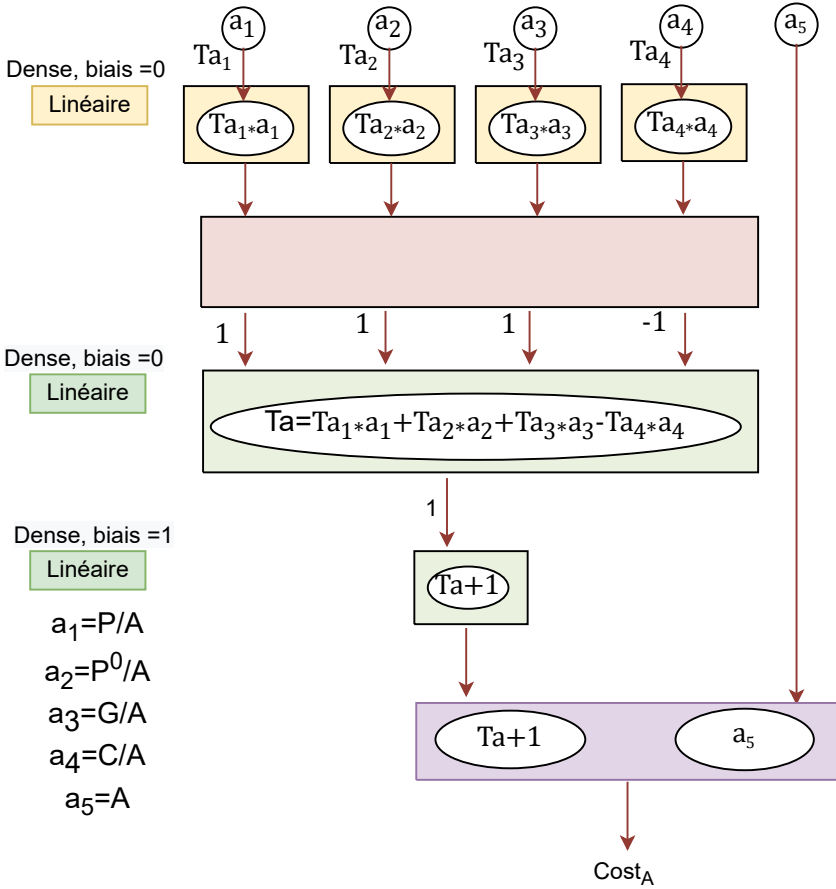 a₁ a₂ a₃ a₄ a₅
Ta₁ Ta₂ Ta₃ Ta₄
Dense, biais =0
Linéaire
Ta₁*a₁ Ta₂*a₂ Ta₃*a₃ Ta₄*a₄
1 1 1 -1
Dense, biais =0
Linéaire
Ta=Ta₁*a₁+Ta₂*a₂+Ta₃*a₃-Ta₄*a₄
1
Dense, biais =1
Linéaire
Ta+1
a₁=P/A
a₂=P⁰/A
a₃=G/A
a₄=C/A
a₅=A
Ta+1 a₅
Cost_A